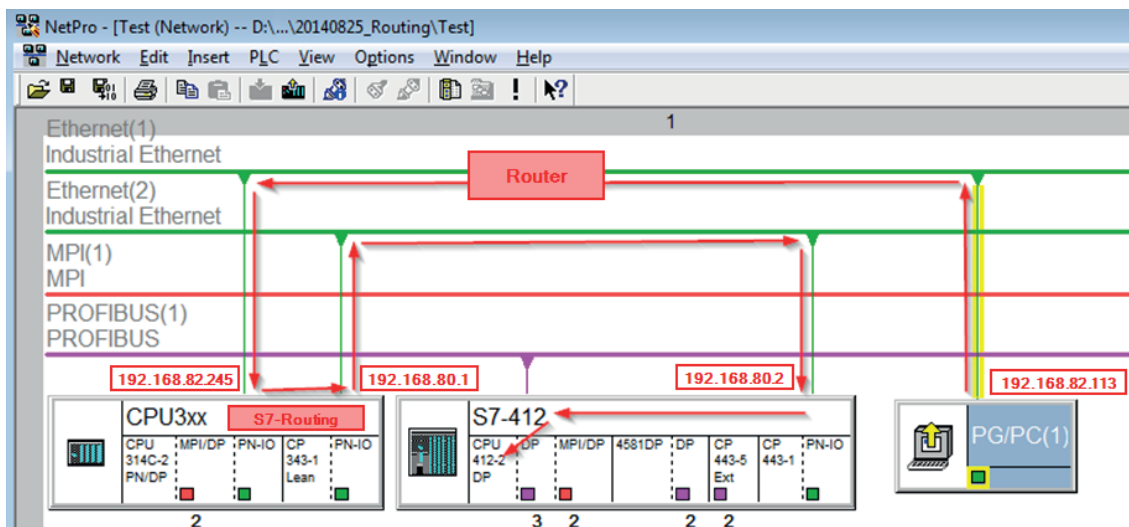 NetPro - [Test (Network) -- D:\...\20140825_Routing\Test]
Network Edit Insert PLC View Options Window Help
1
Ethernet(1)
Industrial Ethernet
Router
Ethernet(2)
Industrial Ethernet
MPI(1)
MPI
PROFIBUS(1)
PROFIBUS
192.168.82.245 192.168.80.1 192.168.80.2 192.168.82.113
CPU3xx S7-Routing
CPU 314C-2 PN/DP MPI/DP PN-IO CP 343-1 Lean PN-IO
2
S7-412
CPU 412-2 DP DP MPI/DP 4581DP DP CP 443-5 Ext CP 443-1 PN-IO
3 2 2 2
PG/PC(1)